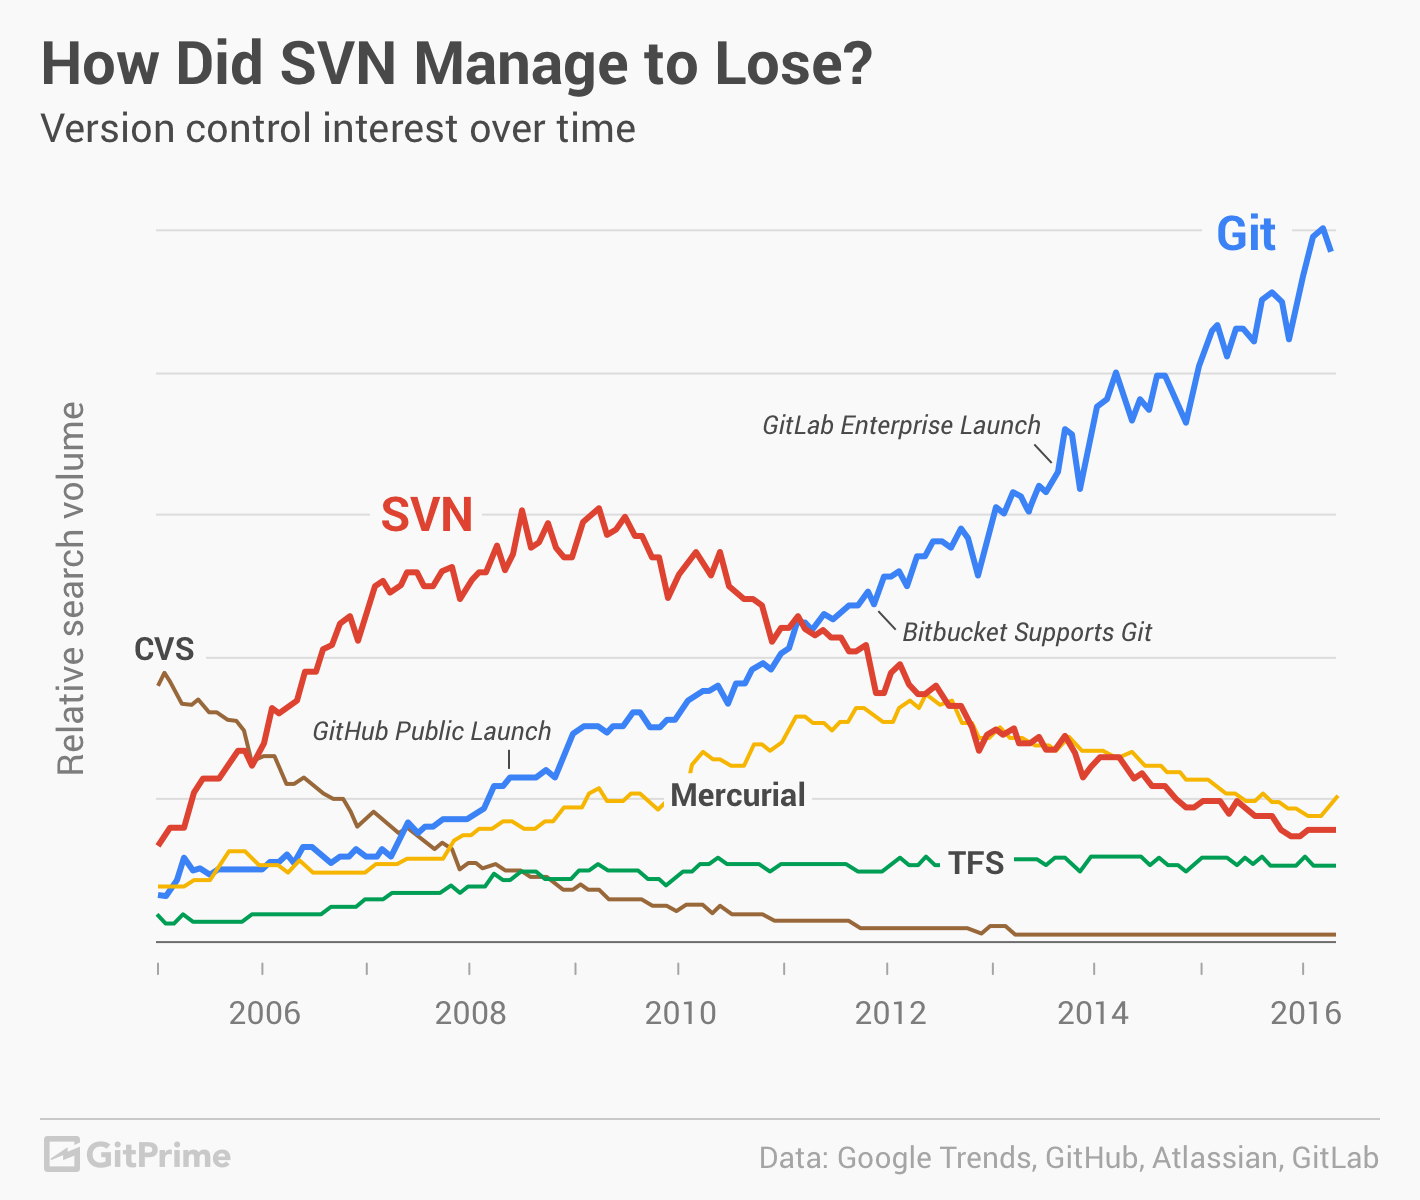 How Did SVN Manage to Lose?
Version control interest over time
Relative search volume
Git
GitLab Enterprise Launch
SVN
Bitbucket Supports Git
CVS
GitHub Public Launch
Mercurial
TFS
2006 2008 2010 2012 2014 2016
GitPrime
Data: Google Trends, GitHub, Atlassian, GitLab